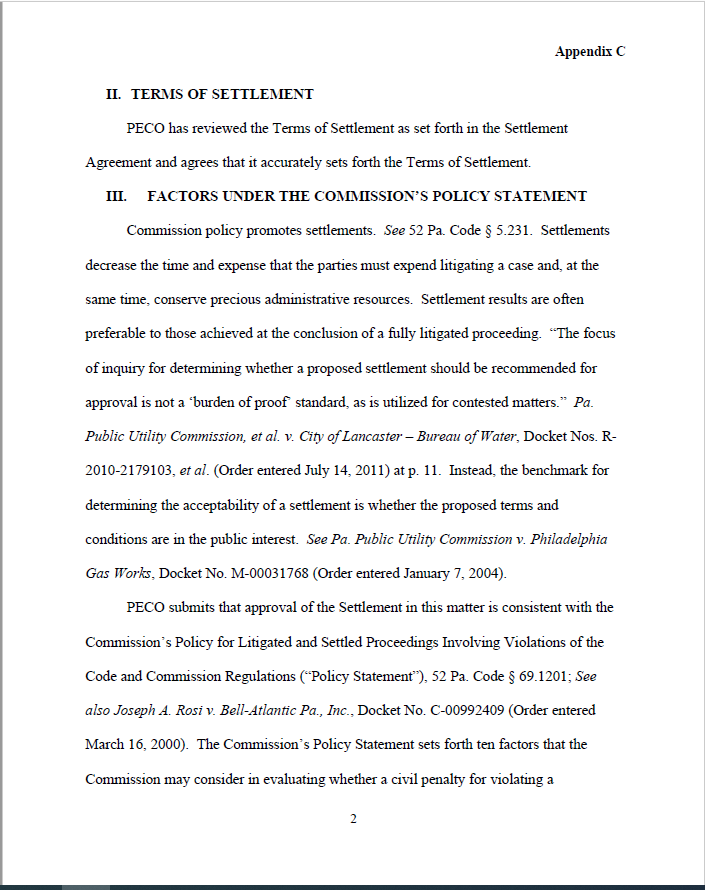 Appendix C
II. TERMS OF SETTLEMENT
PECO has reviewed the Terms of Settlement as set forth in the Settlement
Agreement and agrees that it accurately sets forth the Terms of Settlement.
III. FACTORS UNDER THE COMMISSION’S POLICY STATEMENT
Commission policy promotes settlements. See 52 Pa. Code § 5.231. Settlements
decrease the time and expense that the parties must expend litigating a case and, at the
same time, conserve precious administrative resources. Settlement results are often
preferable to those achieved at the conclusion of a fully litigated proceeding. “The focus
of inquiry for determining whether a proposed settlement should be recommended for
approval is not a ‘burden of proof’ standard, as is utilized for contested matters.” Pa.
Public Utility Commission, et al. v. City of Lancaster – Bureau of Water, Docket Nos. R-
2010-2179103, et al. (Order entered July 14, 2011) at p. 11. Instead, the benchmark for
determining the acceptability of a settlement is whether the proposed terms and
conditions are in the public interest. See Pa. Public Utility Commission v. Philadelphia
Gas Works, Docket No. M-00031768 (Order entered January 7, 2004).
PECO submits that approval of the Settlement in this matter is consistent with the
Commission’s Policy for Litigated and Settled Proceedings Involving Violations of the
Code and Commission Regulations (“Policy Statement”), 52 Pa. Code § 69.1201; See
also Joseph A. Rosi v. Bell-Atlantic Pa., Inc., Docket No. C-00992409 (Order entered
March 16, 2000). The Commission’s Policy Statement sets forth ten factors that the
Commission may consider in evaluating whether a civil penalty for violating a
2